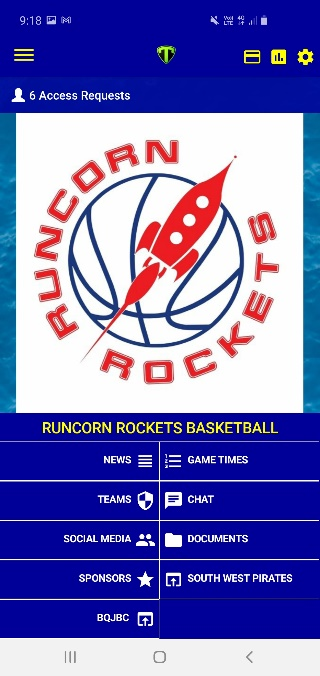 9:18
6 Access Requests
RUNCORN
ROCKETS
RUNCORN ROCKETS BASKETBALL
NEWS
GAME TIMES
TEAMS
CHAT
SOCIAL MEDIA
DOCUMENTS
SPONSORS
SOUTH WEST PIRATES
BQJBC